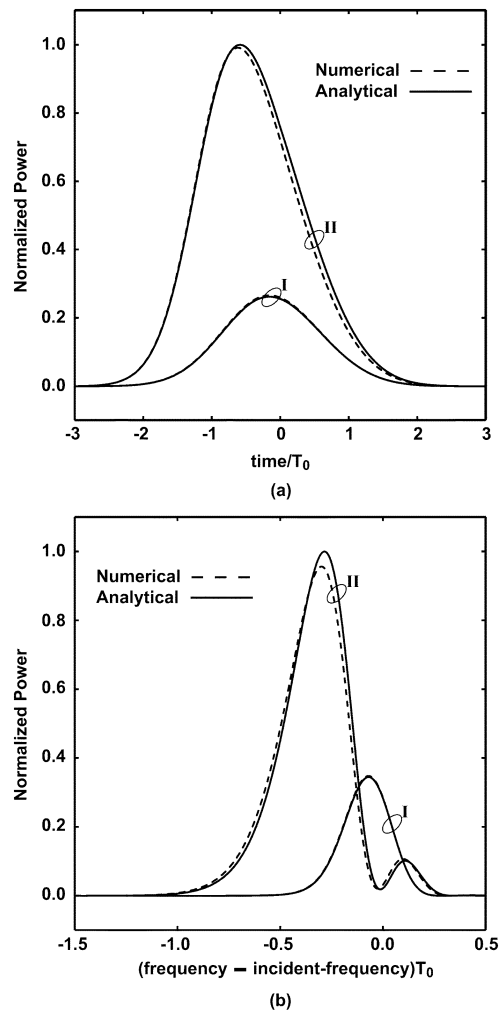 1.0
Numerical
Analytical
0.8
Normalized Power
0.6
II
0.4
I
0.2
0.0
-3 -2 -1 0 1 2 3
time/T0
(a)
1.0
Numerical
II
Analytical
0.8
Normalized Power
0.6
0.4
I
0.2
0.0
-1.5 -1.0 -0.5 0.0 0.5
(frequency – incident-frequency)T0
(b)